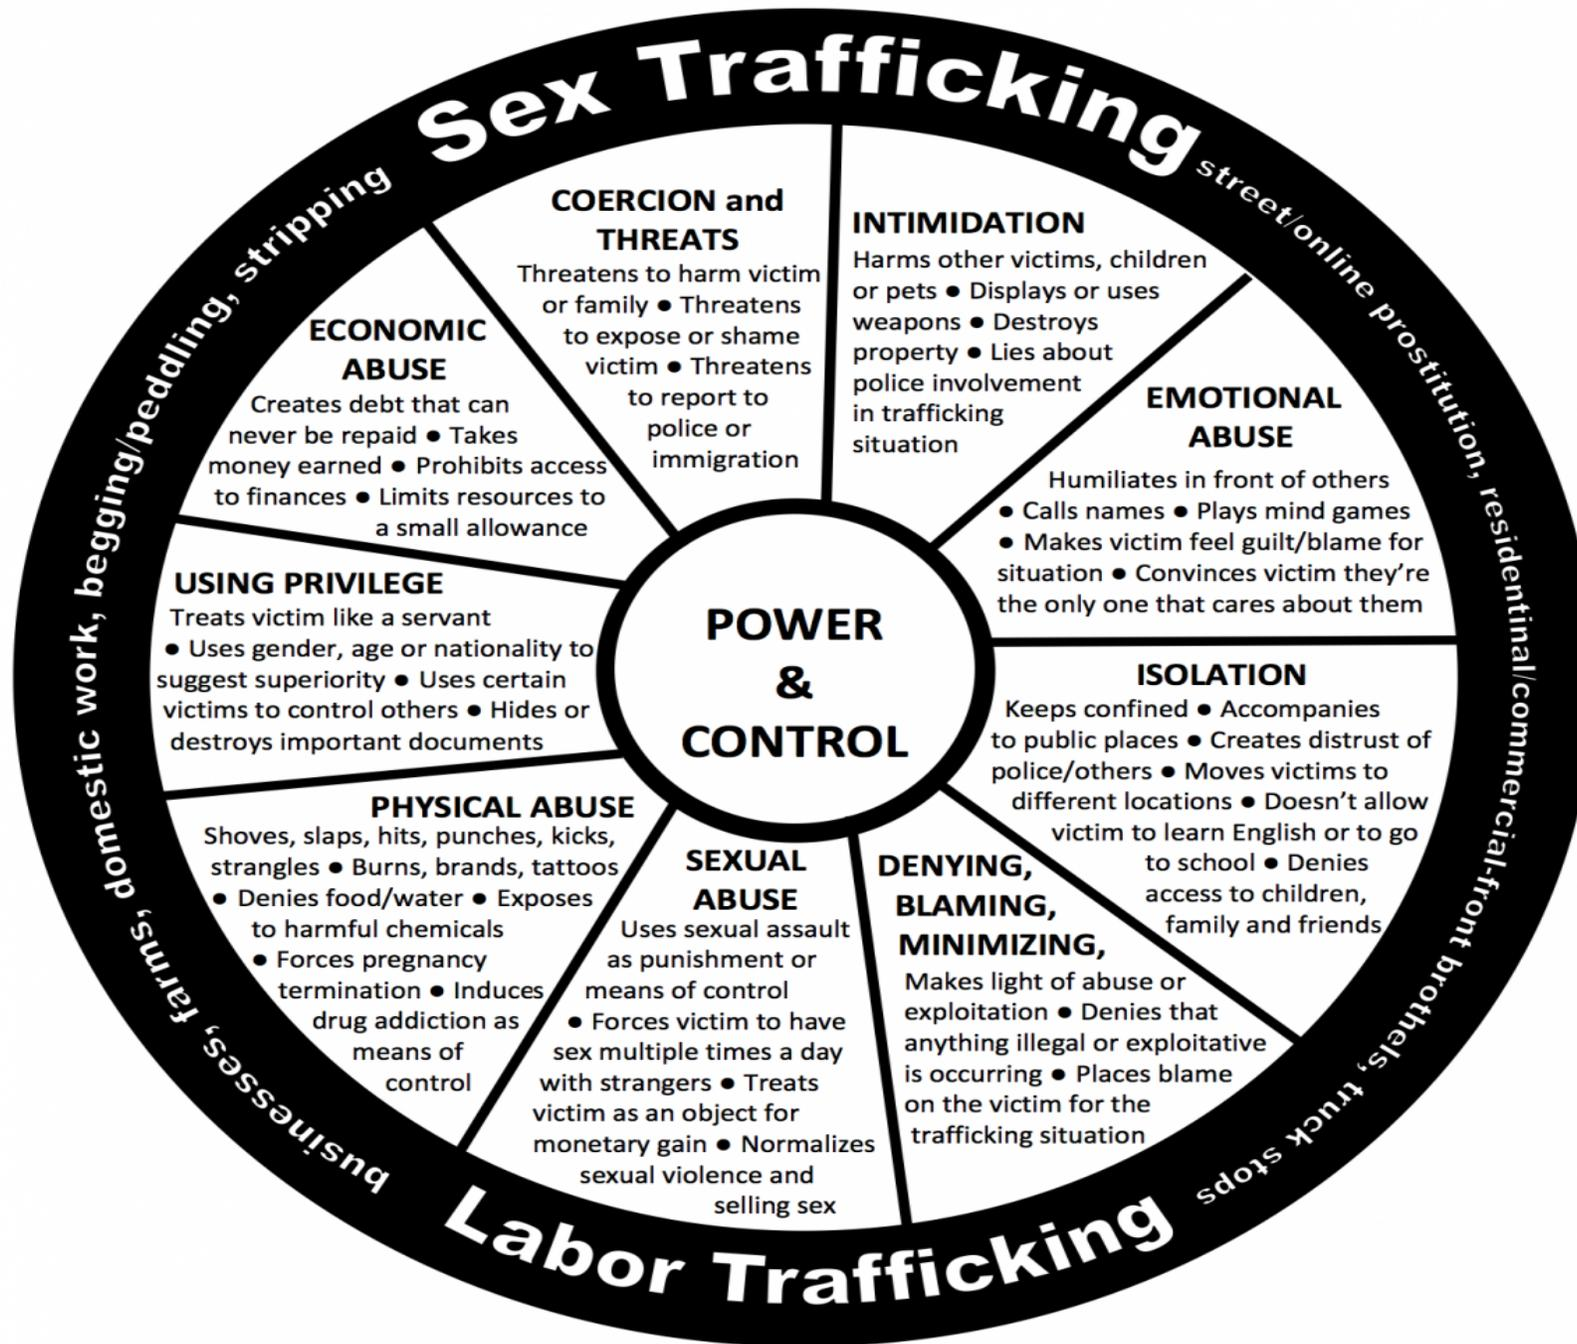 Sex Trafficking
street/online prostitution, residentinal/commercial-front brothels, truck stops
COERCION and
THREATS
Threatens to harm victim
or family ● Threatens
to expose or shame
victim ● Threatens
to report to
police or
immigration
INTIMIDATION
Harms other victims, children
or pets ● Displays or uses
weapons ● Destroys
property ● Lies about
police involvement
in trafficking
situation
EMOTIONAL
ABUSE
Humiliates in front of others
● Calls names ● Plays mind games
● Makes victim feel guilt/blame for
situation ● Convinces victim they’re
the only one that cares about them
ISOLATION
Keeps confined ● Accompanies
to public places ● Creates distrust of
police/others ● Moves victims to
different locations ● Doesn’t allow
victim to learn English or to go
to school ● Denies
access to children,
family and friends
DENYING,
BLAMING,
MINIMIZING,
Makes light of abuse or
exploitation ● Denies that
anything illegal or exploitative
is occurring ● Places blame
on the victim for the
trafficking situation
SEXUAL
ABUSE
Uses sexual assault
as punishment or
means of control
● Forces victim to have
sex multiple times a day
with strangers ● Treats
victim as an object for
monetary gain ● Normalizes
sexual violence and
selling sex
PHYSICAL ABUSE
Shoves, slaps, hits, punches, kicks,
strangles ● Burns, brands, tattoos
● Denies food/water ● Exposes
to harmful chemicals
● Forces pregnancy
termination ● Induces
drug addiction as
means of
control
USING PRIVILEGE
Treats victim like a servant
● Uses gender, age or nationality to
suggest superiority ● Uses certain
victims to control others ● Hides or
destroys important documents
ECONOMIC
ABUSE
Creates debt that can
never be repaid ● Takes
money earned ● Prohibits access
to finances ● Limits resources to
a small allowance
POWER
&
CONTROL
Labor Trafficking
businesses, farms, domestic work, begging/peddling, stripping